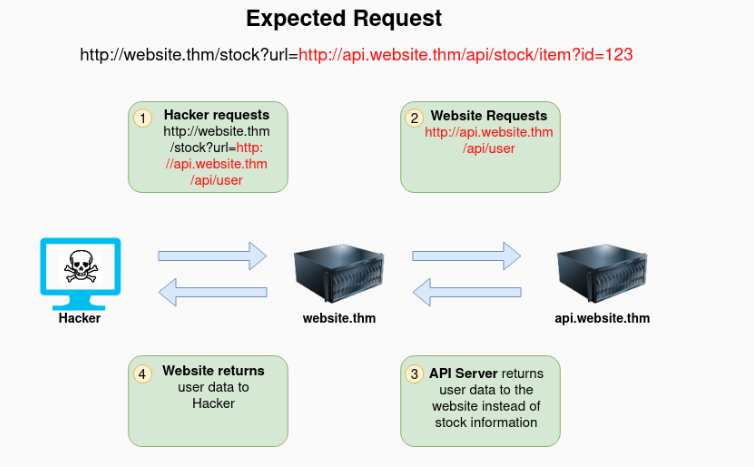 Expected Request
http://website.thm/stock?url=http://api.website.thm/api/stock/item?id=123
1
Hacker requests
http://website.thm
/stock?url=http:
//api.website.thm
/api/user
2
Website Requests
http://api.website.thm
/api/user
Hacker
website.thm
api.website.thm
4
Website returns
user data to
Hacker
3
API Server returns
user data to the
website instead of
stock information